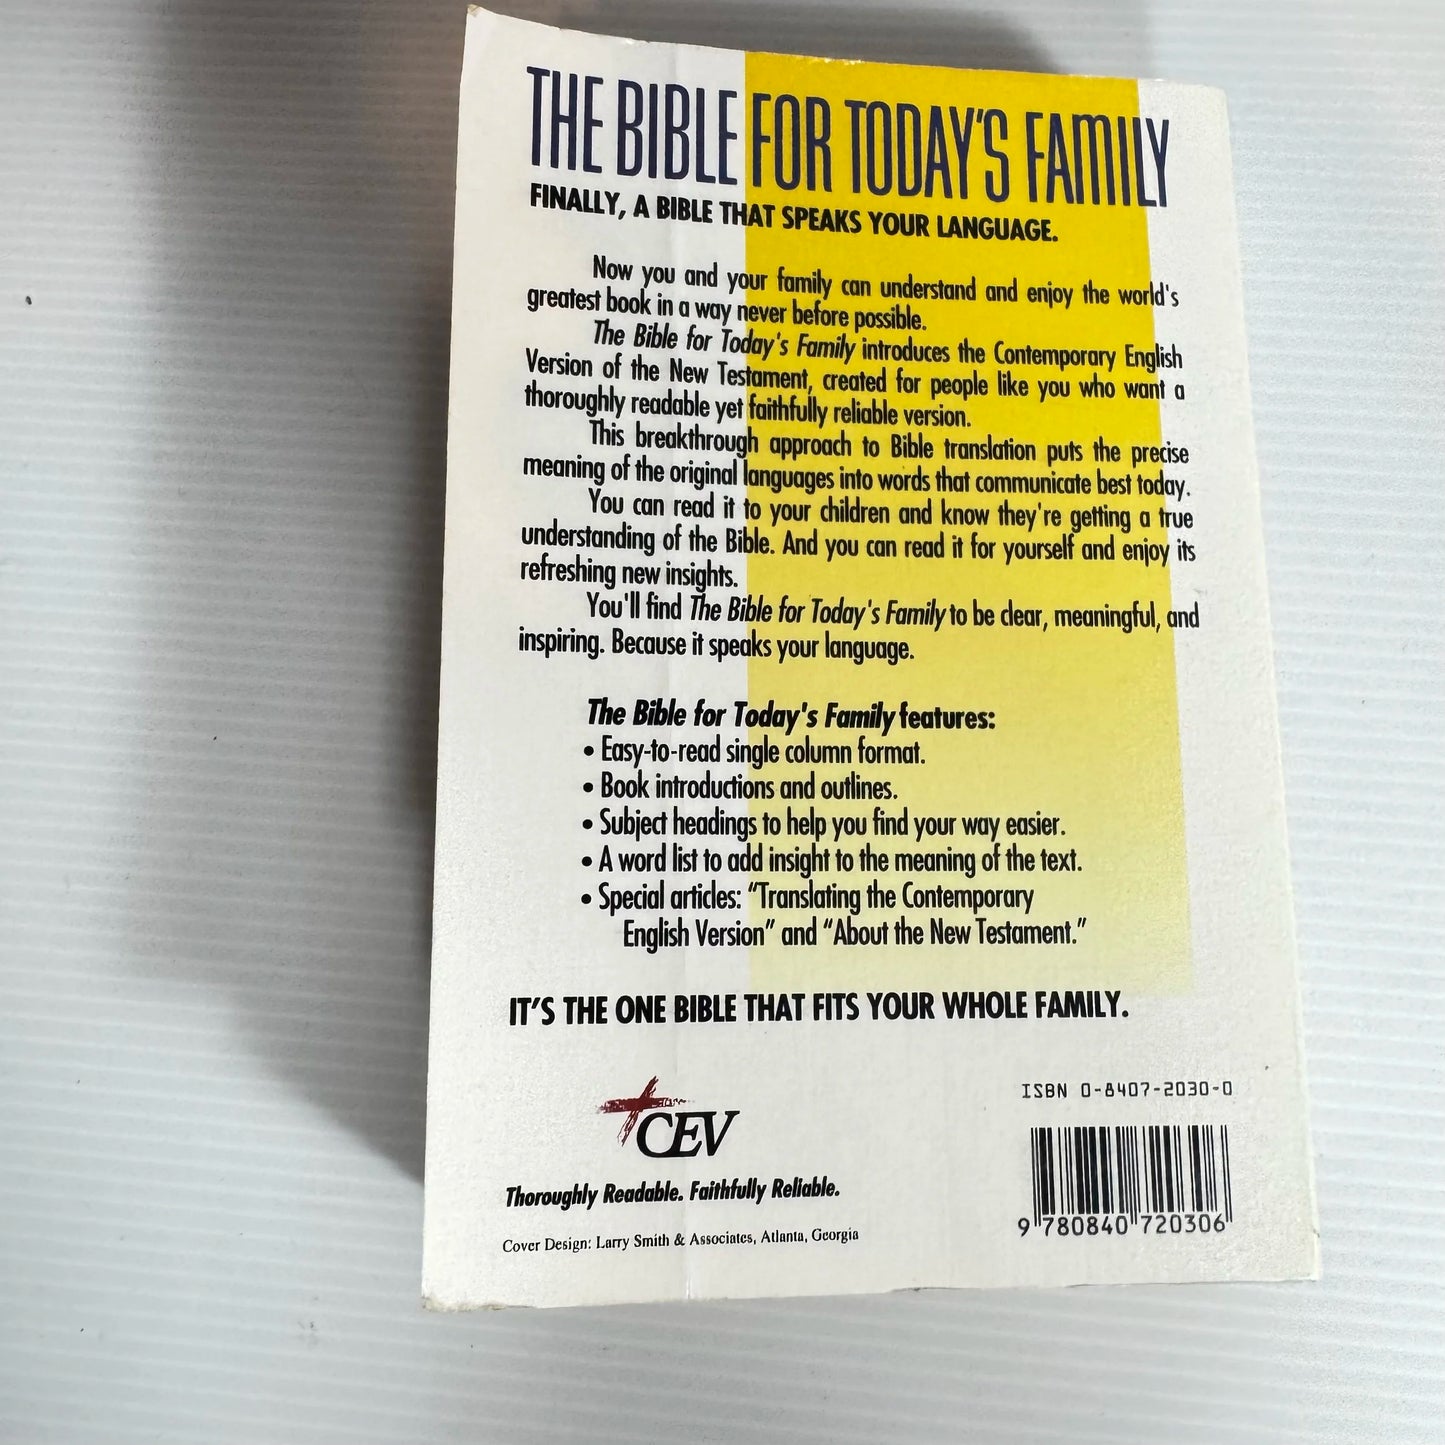 THE BIBLE FOR TODAY'S FAMILY
FINALLY, A BIBLE THAT SPEAKS YOUR LANGUAGE.
Now you and your family can understand and enjoy the world's
greatest book in a way never before possible.
The Bible for Today's Family introduces the Contemporary English
Version of the New Testament, created for people like you who want a
thoroughly readable yet faithfully reliable version.
This breakthrough approach to Bible translation puts the precise
meaning of the original languages into words that communicate best today.
You can read it to your children and know they're getting a true
understanding of the Bible. And you can read it for yourself and enjoy its
refreshing new insights.
You'll find The Bible for Today's Family to be clear, meaningful, and
inspiring. Because it speaks your language.
The Bible for Today's Family features:
• Easy-to-read single column format.
• Book introductions and outlines.
• Subject headings to help you find your way easier.
• A word list to add insight to the meaning of the text.
• Special articles: “Translating the Contemporary
English Version” and “About the New Testament.”
IT'S THE ONE BIBLE THAT FITS YOUR WHOLE FAMILY.
CEV
Thoroughly Readable. Faithfully Reliable.
Cover Design: Larry Smith & Associates, Atlanta, Georgia
ISBN 0-8407-2030-0
9 780840 720306